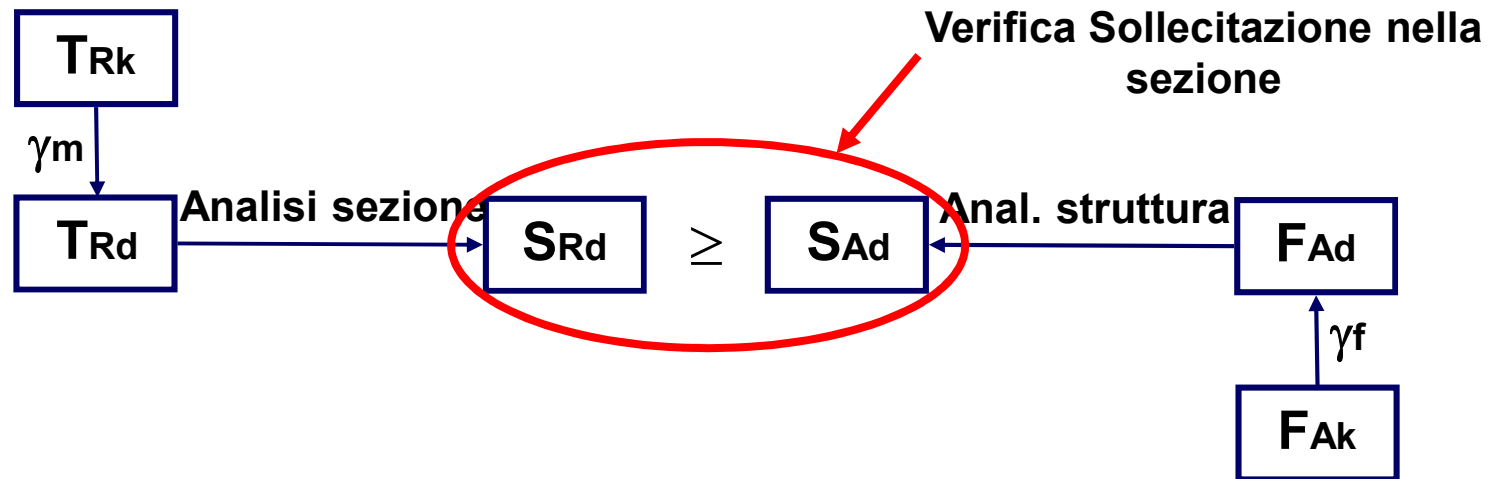 Verifica Sollecitazione nella
sezione
TRk
γm
TRd
Analisi sezione
SRd
≥
SAd
Anal. struttura
FAd
γf
FAk